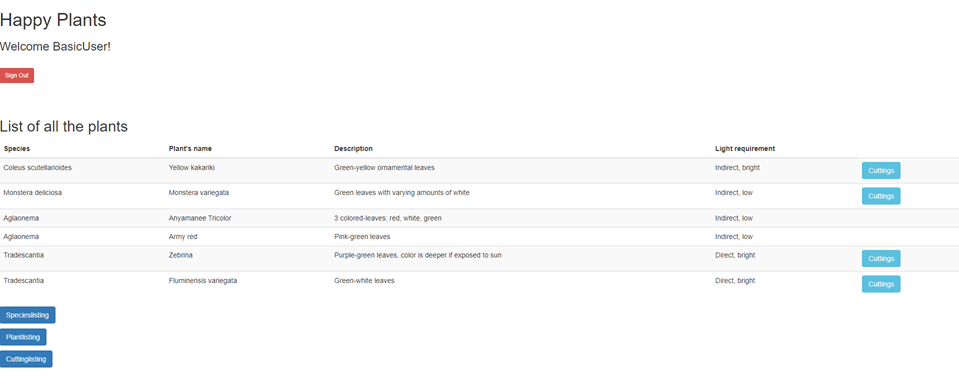 Happy Plants
Welcome BasicUser!
Sign Out
List of all the plants
Species Plant's name Description Light requirement
Coleus scutellarioides Yellow kakariki Green-yellow ornamental leaves Indirect, bright Cuttings
Monstera deliciosa Monstera variegata Green leaves with varying amounts of white Indirect, low Cuttings
Aglaonema Anyamanee Tricolor 3 colored-leaves: red, white, green Indirect, low
Aglaonema Army red Pink-green leaves Indirect, low
Tradescantia Zebrina Purple-green leaves, color is deeper if exposed to sun Direct, bright Cuttings
Tradescantia Fluminensis variegata Green-white leaves Direct, bright Cuttings
Specieslisting
Plantlisting
Cuttinglisting